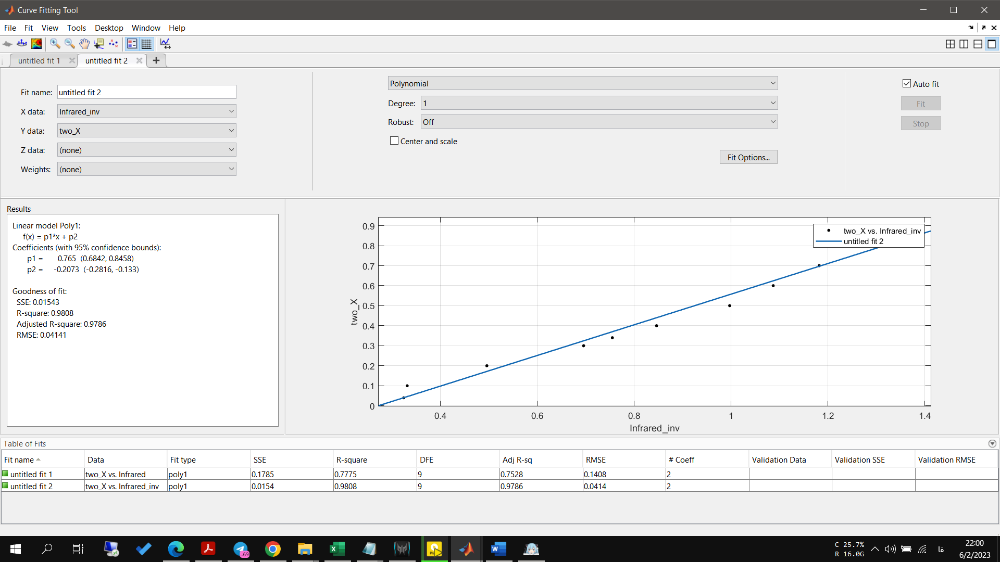 Curve Fitting Tool
File Fit View Tools Desktop Window Help
untitled fit 1 untitled fit 2
Fit name: untitled fit 2
X data: Infrared_inv
Y data: two_X
Z data: (none)
Weights: (none)
Polynomial
Degree: 1
Robust: Off
Center and scale
Fit Options...
Auto fit
Fit
Stop
Results
Linear model Poly1:
f(x) = p1*x + p2
Coefficients (with 95% confidence bounds):
p1 = 0.765 (0.6842, 0.8458)
p2 = -0.2073 (-0.2816, -0.133)
Goodness of fit:
SSE: 0.01543
R-square: 0.9808
Adjusted R-square: 0.9786
RMSE: 0.04141
two_X vs. Infrared_inv
untitled fit 2
0.9
0.8
0.7
0.6
0.5
0.4
0.3
0.2
0.1
0
two_X
0.4 0.6 0.8 1 1.2 1.4
Infrared_inv
Table of Fits
Fit name Data Fit type SSE R-square DFE Adj R-sq RMSE # Coeff Validation Data Validation SSE Validation RMSE
untitled fit 1 two_X vs. Infrared poly1 0.1785 0.7775 9 0.7528 0.1408 2
untitled fit 2 two_X vs. Infrared_inv poly1 0.0154 0.9808 9 0.9786 0.0414 2
..69
C 25.7%
R 16.0G
فا
22:00
6/2/2023